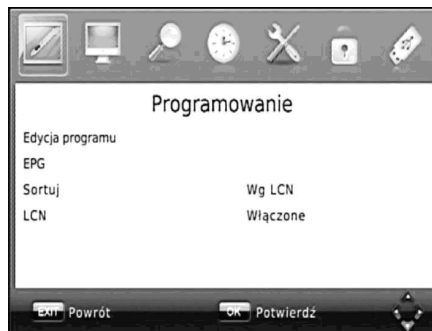 Programowanie
Edycja programu
EPG
Sortuj Wg LCN
LCN Włączone
EXIT Powrót OK Potwierdź